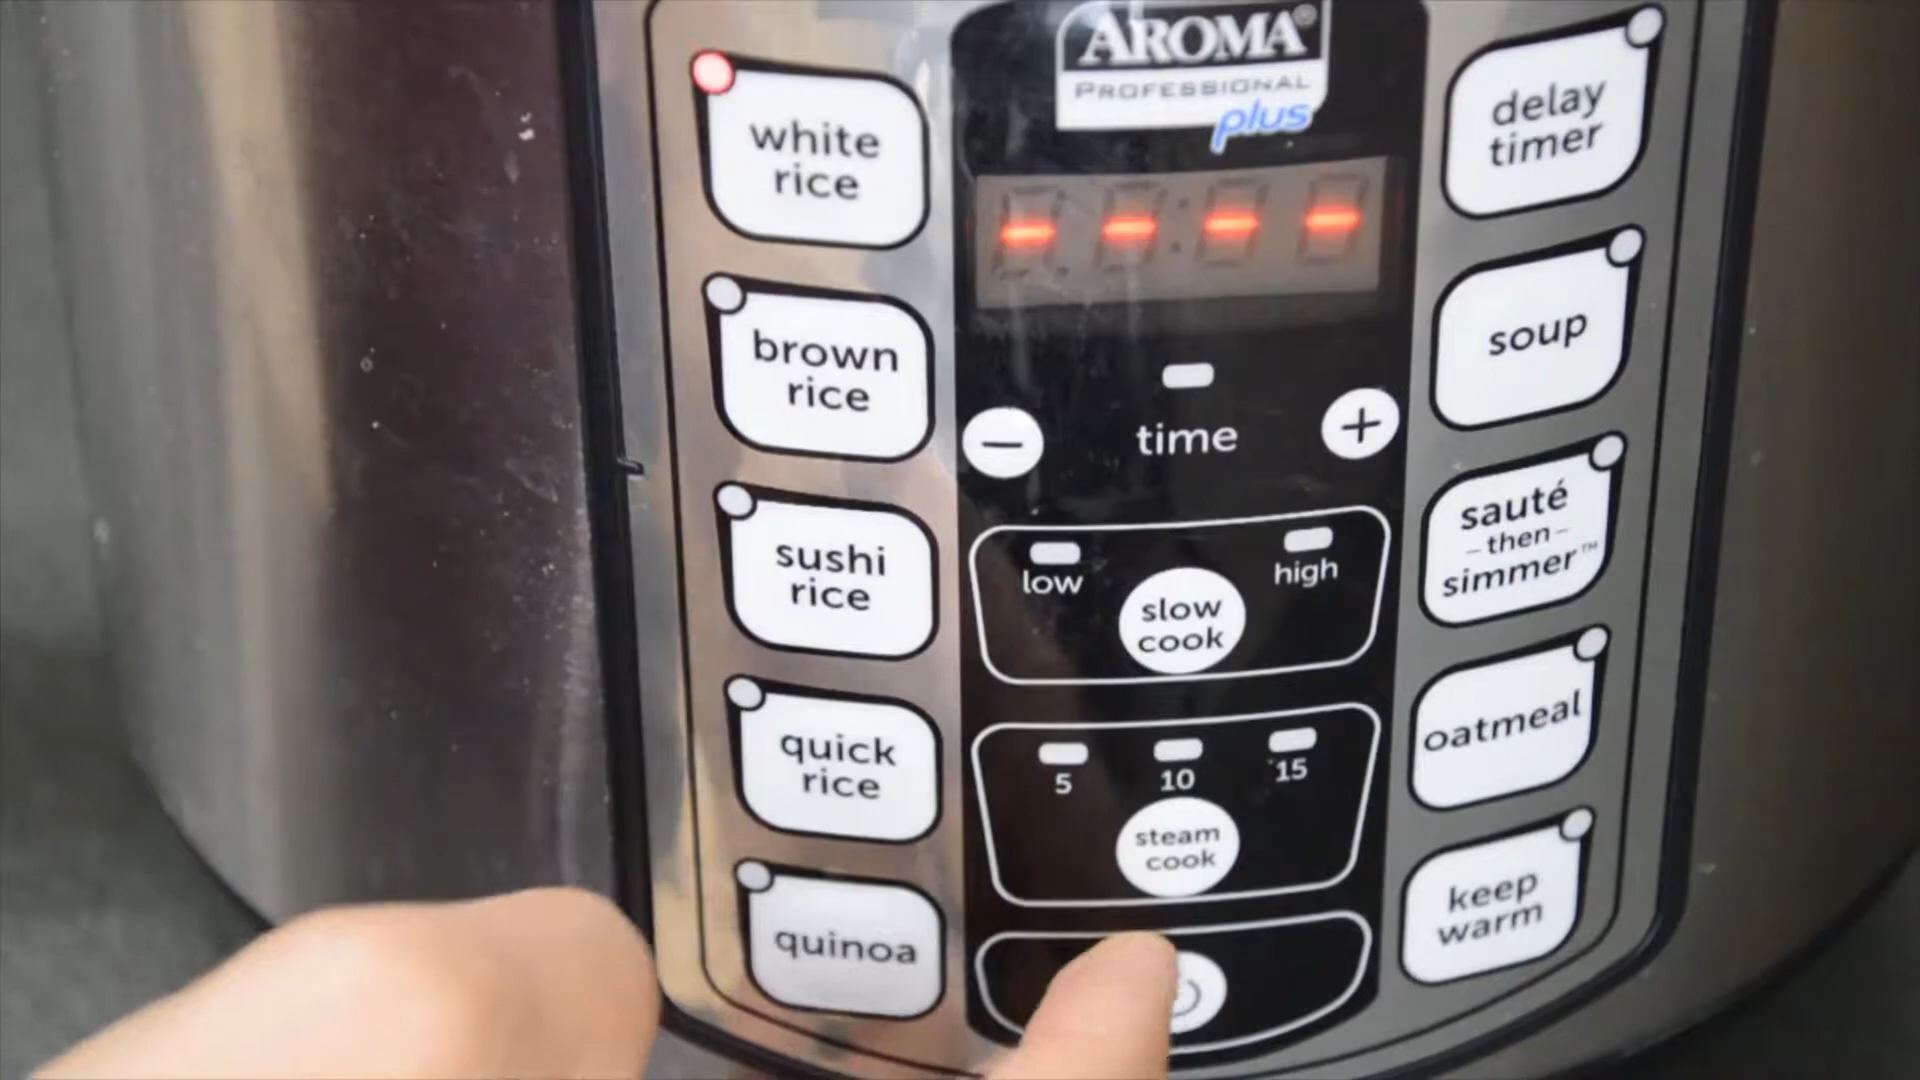 AROMA®
PROFESSIONAL
plus
white
rice
brown
rice
sushi
rice
quick
rice
quinoa
- - : - -
−
time
+
low
high
slow
cook
5
10
15
steam
cook
delay
timer
soup
sauté
–then–
simmer™
oatmeal
keep
warm